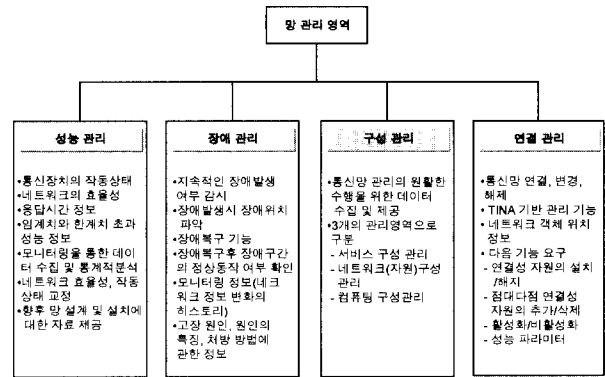 망 관리 영역
성능 관리
•통신장치의 작동상태
•네트워크의 효율성
•응답시간 정보
•임계치와 한계치 초과
성능 정보
•모니터링을 통한 데이
터 수집 및 통계적분석
•네트워크 효율성, 작동
상태 교정
•향후 망 설계 및 설치에
대한 자료 제공
장애 관리
•지속적인 장애발생
여부 감시
•장애발생시 장애위치
파악
•장애복구 기능
•장애복구후 장애구간
의 정상동작 여부 확인
•모니터링 정보(네크
워크 정보 변화의
히스토리)
•고장 원인, 원인의
특징, 처방 방법에
관한 정보
구성 관리
•통신망 관리의 원활한
수행을 위한 데이터
수집 및 제공
•3개의 관리영역으로
구분
- 서비스 구성 관리
- 네트워크(자원)구성
관리
- 컴퓨팅 구성관리
연결 관리
•통신망 연결, 변경,
해제
• TINA 기반 관리 기능
•네트워크 객체 위치
정보
•다음 기능 요구
- 연결성 자원의 설치
/해지
- 점대다점 연결성
자원의 추가/삭제
- 활성화/비활성화
- 성능 파라미터